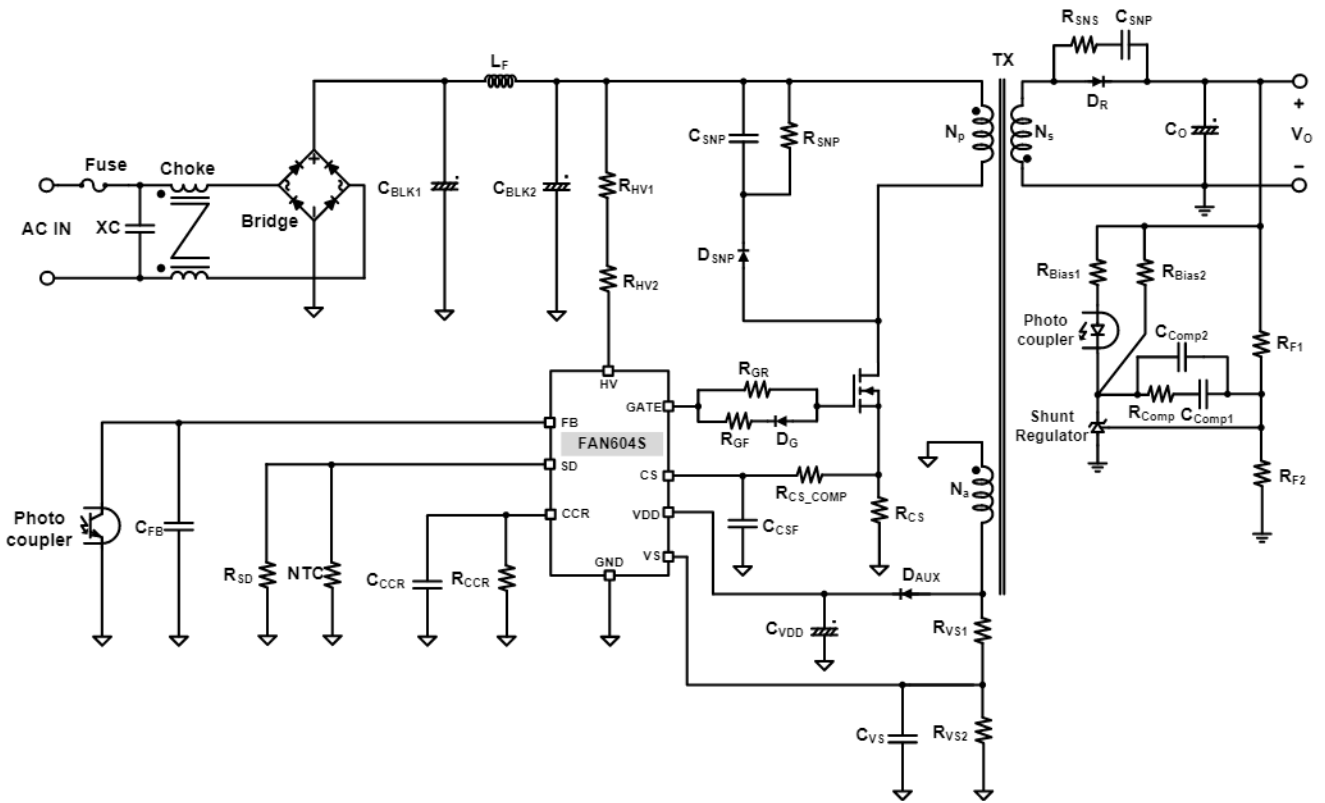 RSNS
CSNP
LF
TX
DR
+
CSNP
RSNP
Np
Ns
CO
VO
−
Fuse
Choke
+
AC IN
XC
Bridge
CBLK1
CBLK2
RHV1
RHV2
DSNP
RBias1
RBias2
Photo
coupler
CComp2
RF1
RComp
CComp1
Shunt
Regulator
RF2
HV
GATE
RGR
RGF
DG
FB
FAN604S
SD
CS
RCS_COMP
Na
CCR
VDD
CCSF
RCS
VS
GND
Photo
coupler
CFB
RSD
NTC
CCCR
RCCR
DAUX
CVDD
RVS1
CVS
RVS2